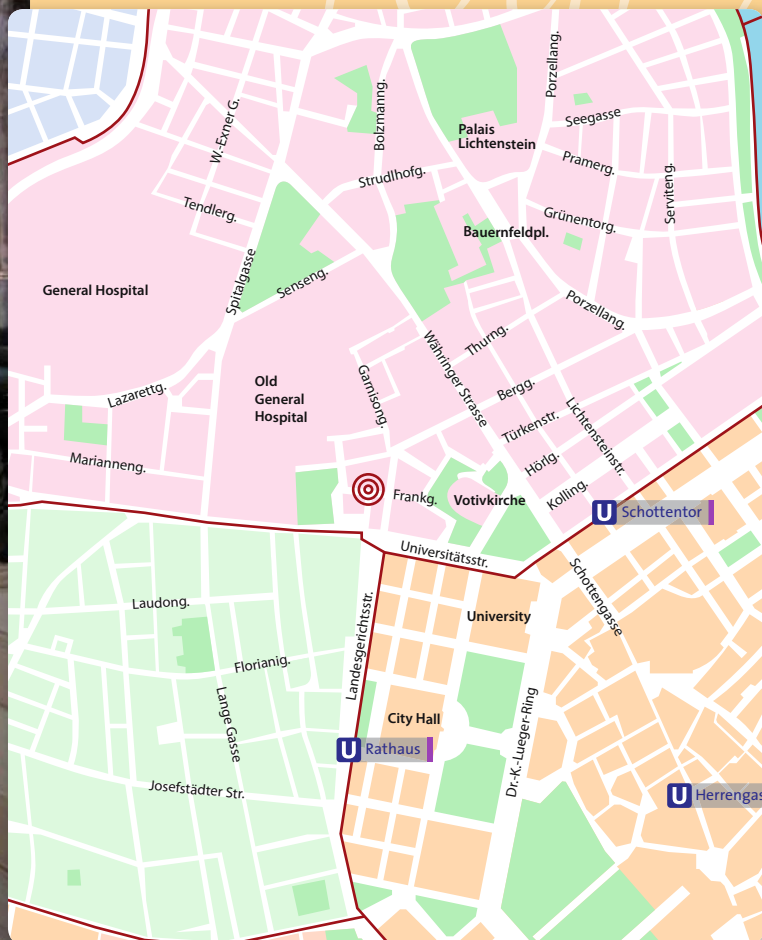 Porzellang.
W.-Exner G.
Bolzmanng.
Seegasse
Palais
Lichtenstein
Pramerg.
Strudlhofg.
Serviteng.
Tendlerg.
Grünentorg.
Bauernfeldpl.
Spitalgasse
Senseng.
General Hospital
Porzellang.
Währinger Strasse
Thurng.
Garnisong.
Old
General
Hospital
Bergg.
Lazarettg.
Lichtensteinstr.
Türkenstr.
Marianneng.
Hörlg.
Kolling.
Frankg.
Votivkirche
U Schottentor
Universitätsstr.
Schottengasse
Laudong.
Landesgerichtsstr.
University
Florianig.
Lange Gasse
City Hall
Dr.-K.-Lueger-Ring
U Rathaus
Josefstädter Str.
U Herrengas